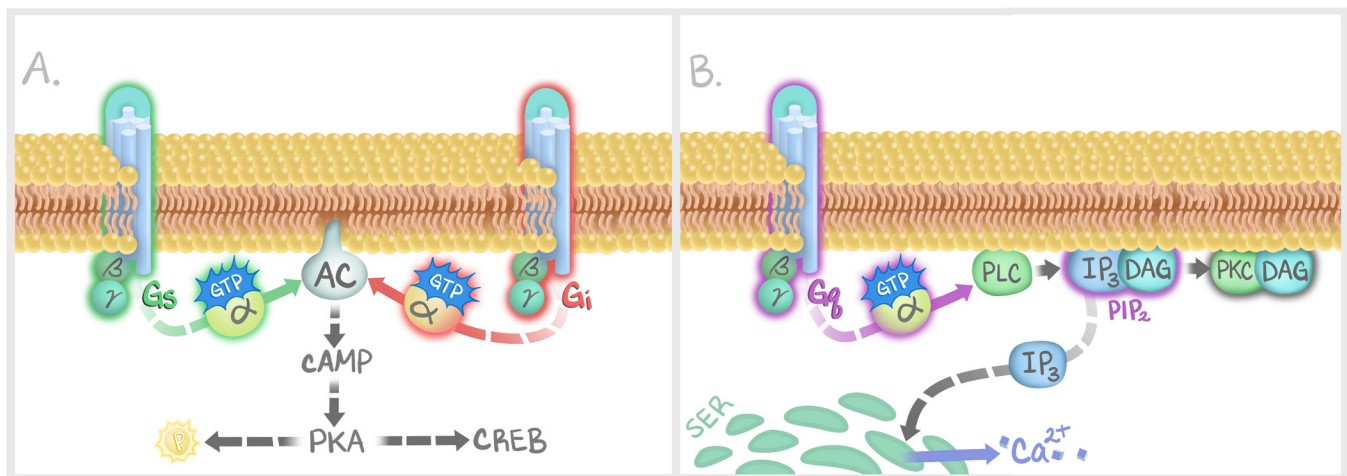 A.
β
γ
Gs
GTP
α
AC
GTP
α
β
γ
Gi
cAMP
P
PKA
CREB
B.
β
γ
Gq
GTP
α
PLC
IP3
DAG
PKC
DAG
PIP2
IP3
SER
Ca2+